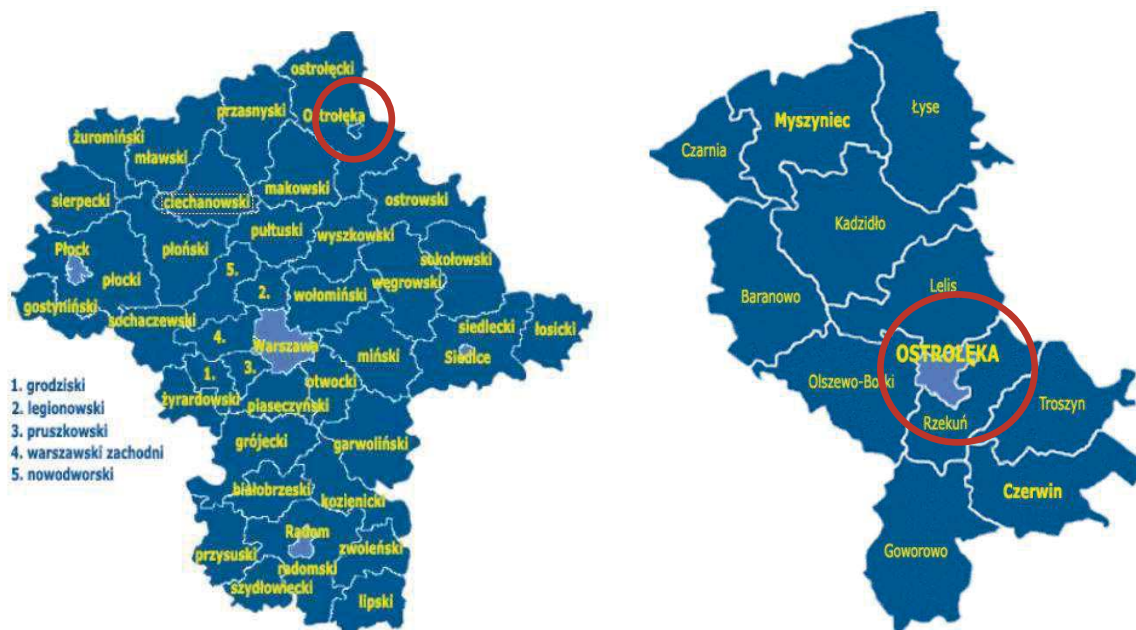 ostrołęcki
przasnyski
Ostrołęka
żuromiński
mławski
makowski
sierpecki
ciechanowski
ostrowski
pułtuski
wyszkowski
Płock
płoński
sokołowski
5.
płocki
węgrowski
2.
wołomiński
gostyniński
sochaczewski
siedlecki
łosicki
4.
Warszawa
miński
Siedlce
1.
3.
otwocki
żyrardowski
piaseczyński
grójecki
garwoliński
białobrzeski
kozienicki
Radom
przysuski
zwoleński
radomski
szydłowiecki
lipski
1. grodziski
2. legionowski
3. pruszkowski
4. warszawski zachodni
5. nowodworski
Łyse
Myszyniec
Czarnia
Kadzidło
Baranowo
Lelis
OSTROŁĘKA
Olszewo-Borki
Troszyn
Rzekuń
Czerwin
Goworowo